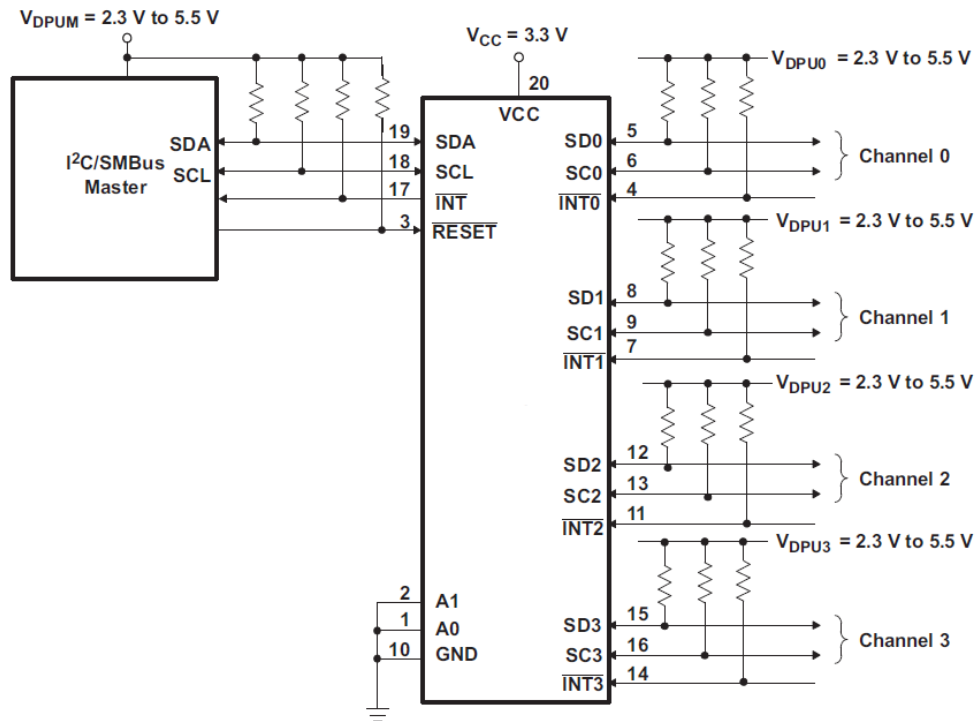 V_DPUM = 2.3 V to 5.5 V
V_CC = 3.3 V
20
VCC
I²C/SMBus
Master
SDA
SCL
19
18
17
3
SDA
SCL
INT
RESET
2
1
10
A1
A0
GND
SD0
SC0
INT0
5
6
4
V_DPU0 = 2.3 V to 5.5 V
Channel 0
SD1
SC1
INT1
8
9
7
V_DPU1 = 2.3 V to 5.5 V
Channel 1
SD2
SC2
INT2
12
13
11
V_DPU2 = 2.3 V to 5.5 V
Channel 2
SD3
SC3
INT3
15
16
14
V_DPU3 = 2.3 V to 5.5 V
Channel 3